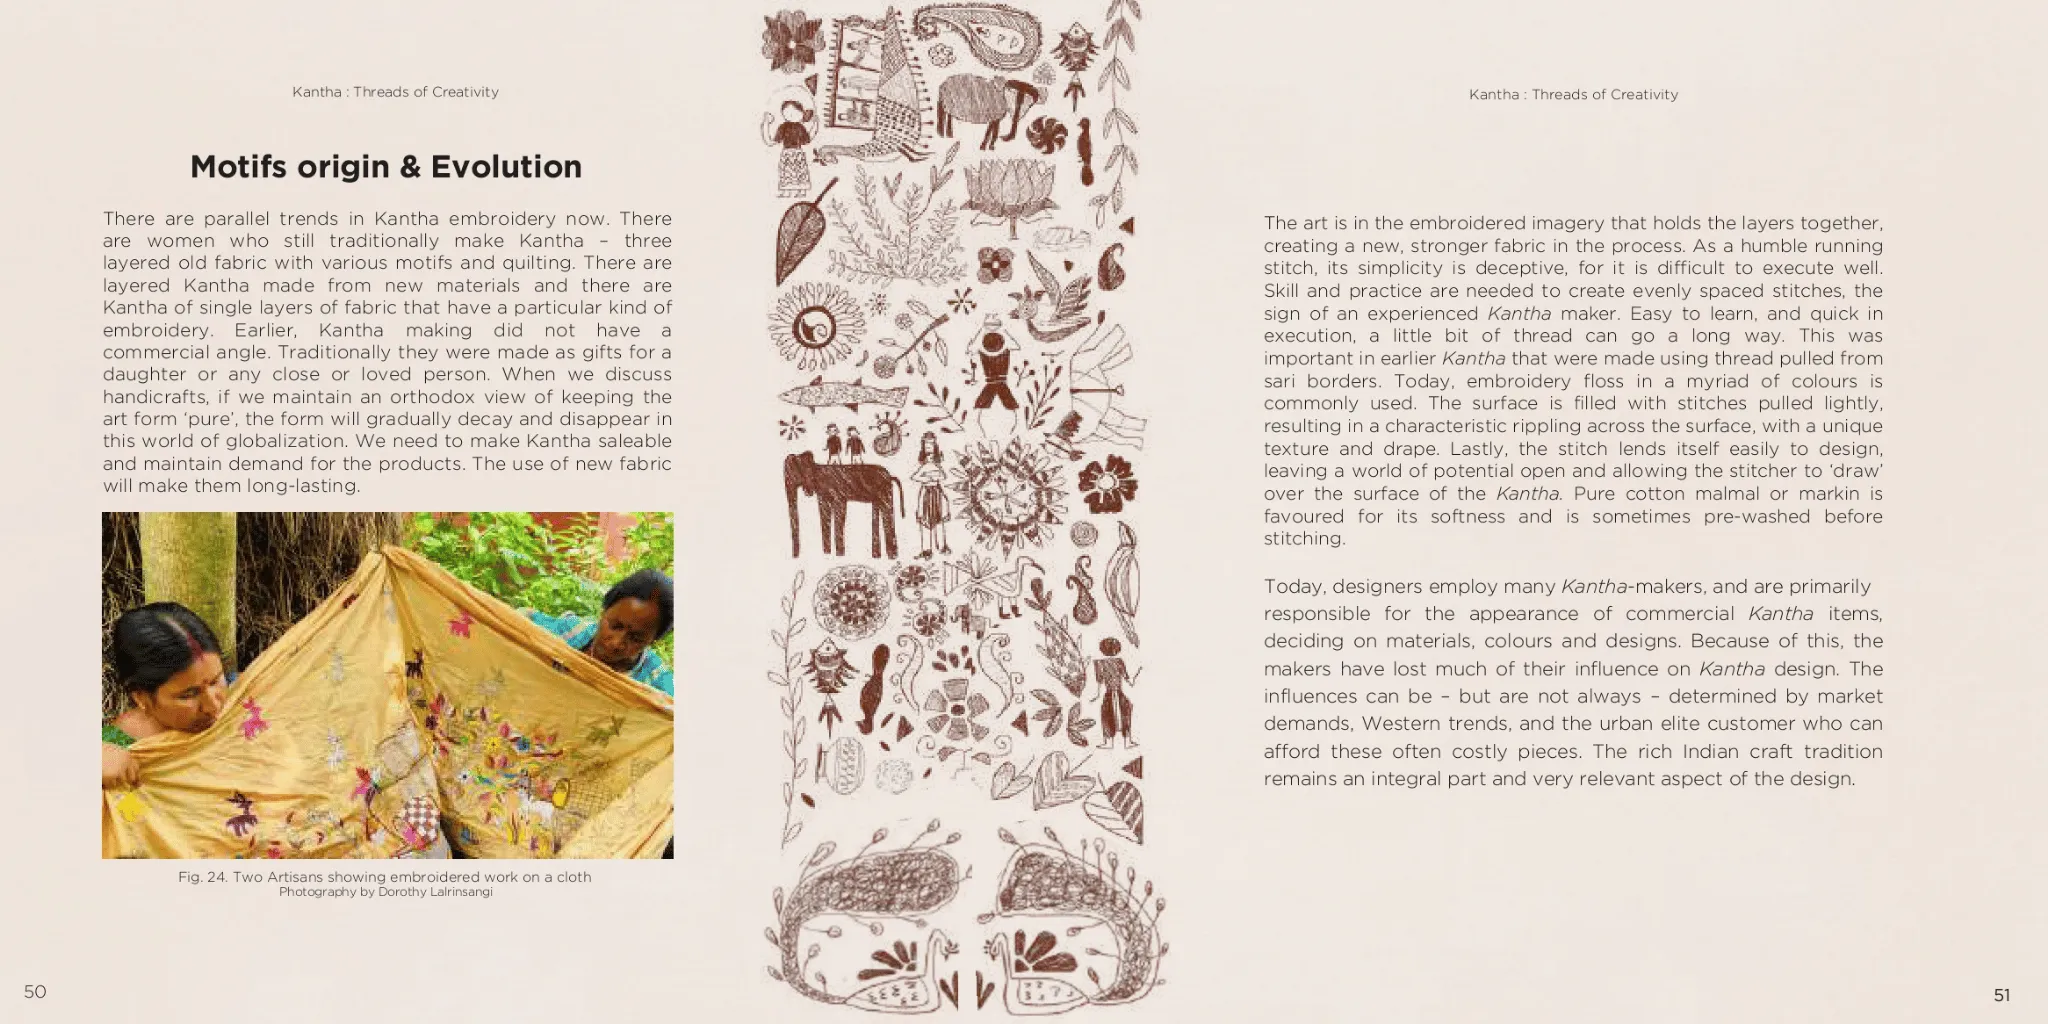 Kantha : Threads of Creativity
Motifs origin & Evolution
There are parallel trends in Kantha embroidery now. There
are women who still traditionally make Kantha – three
layered old fabric with various motifs and quilting. There are
layered Kantha made from new materials and there are
Kantha of single layers of fabric that have a particular kind of
embroidery. Earlier, Kantha making did not have a
commercial angle. Traditionally they were made as gifts for a
daughter or any close or loved person. When we discuss
handicrafts, if we maintain an orthodox view of keeping the
art form ‘pure’, the form will gradually decay and disappear in
this world of globalization. We need to make Kantha saleable
and maintain demand for the products. The use of new fabric
will make them long-lasting.
Fig. 24. Two Artisans showing embroidered work on a cloth
Photography by Dorothy Lalrinsangi
50
Kantha : Threads of Creativity
The art is in the embroidered imagery that holds the layers together,
creating a new, stronger fabric in the process. As a humble running
stitch, its simplicity is deceptive, for it is difficult to execute well.
Skill and practice are needed to create evenly spaced stitches, the
sign of an experienced Kantha maker. Easy to learn, and quick in
execution, a little bit of thread can go a long way. This was
important in earlier Kantha that were made using thread pulled from
sari borders. Today, embroidery floss in a myriad of colours is
commonly used. The surface is filled with stitches pulled lightly,
resulting in a characteristic rippling across the surface, with a unique
texture and drape. Lastly, the stitch lends itself easily to design,
leaving a world of potential open and allowing the stitcher to ‘draw’
over the surface of the Kantha. Pure cotton malmal or markin is
favoured for its softness and is sometimes pre-washed before
stitching.
Today, designers employ many Kantha-makers, and are primarily
responsible for the appearance of commercial Kantha items,
deciding on materials, colours and designs. Because of this, the
makers have lost much of their influence on Kantha design. The
influences can be – but are not always – determined by market
demands, Western trends, and the urban elite customer who can
afford these often costly pieces. The rich Indian craft tradition
remains an integral part and very relevant aspect of the design.
51